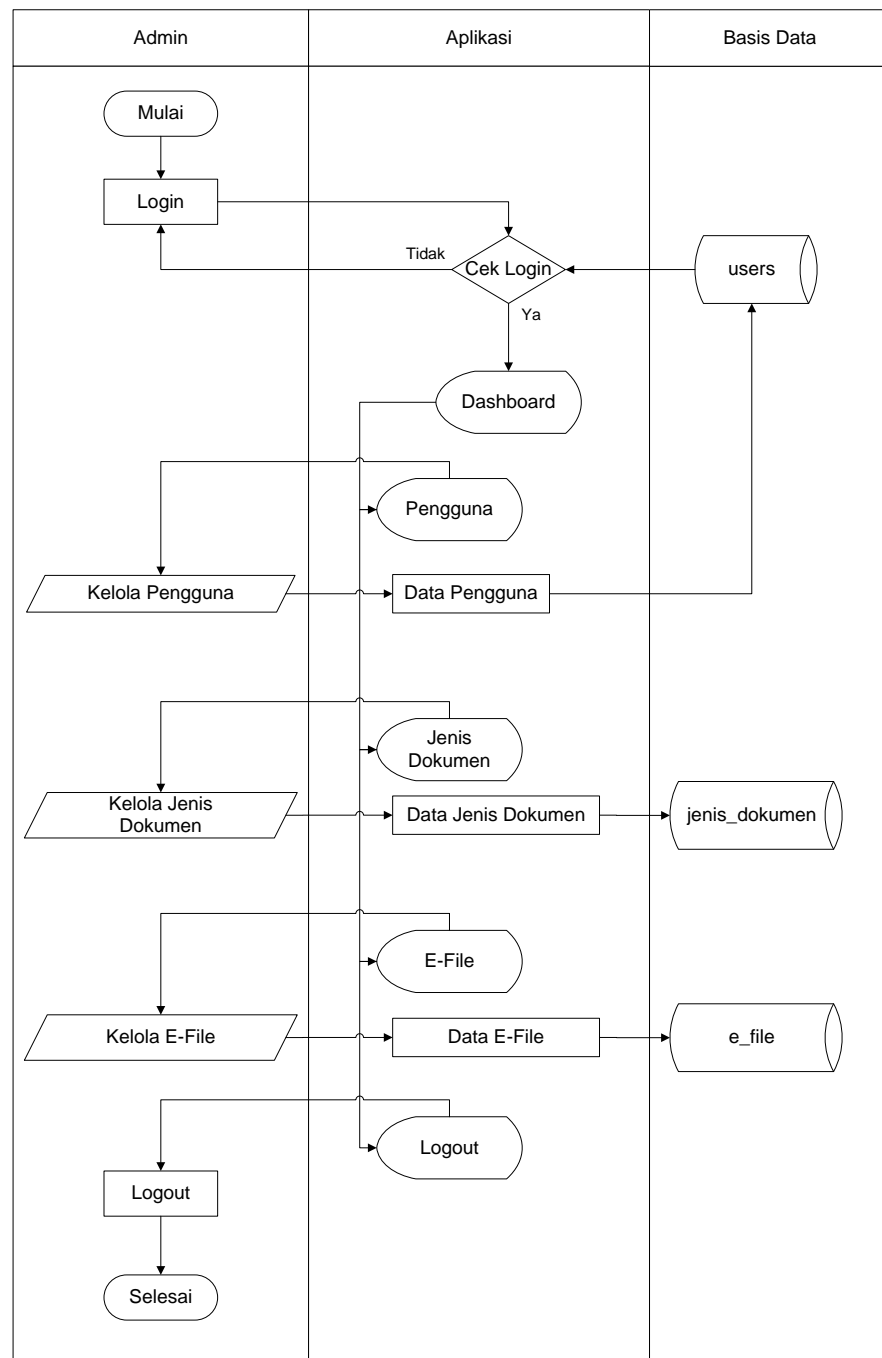 Admin
Aplikasi
Basis Data
Mulai
Login
Tidak
Cek Login
users
Ya
Dashboard
Pengguna
Kelola Pengguna
Data Pengguna
Jenis
Dokumen
Kelola Jenis
Dokumen
Data Jenis Dokumen
jenis_dokumen
E-File
Kelola E-File
Data E-File
e_file
Logout
Logout
Selesai